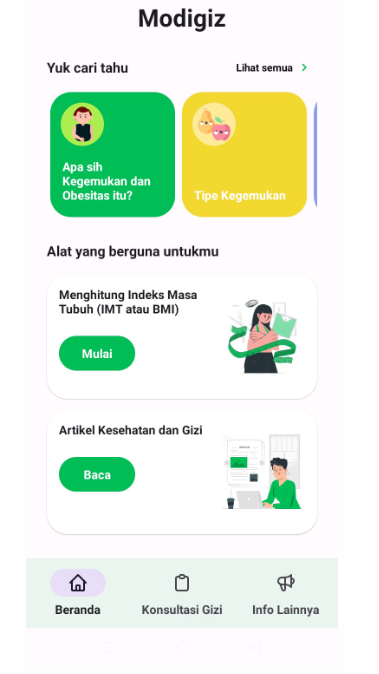 Modigiz
Yuk cari tahu
Lihat semua
Apa sih
Kegemukan dan
Obesitas itu?
Tipe Kegemukan
Alat yang berguna untukmu
Menghitung Indeks Masa
Tubuh (IMT atau BMI)
Mulai
Artikel Kesehatan dan Gizi
Baca
Beranda
Konsultasi Gizi
Info Lainnya